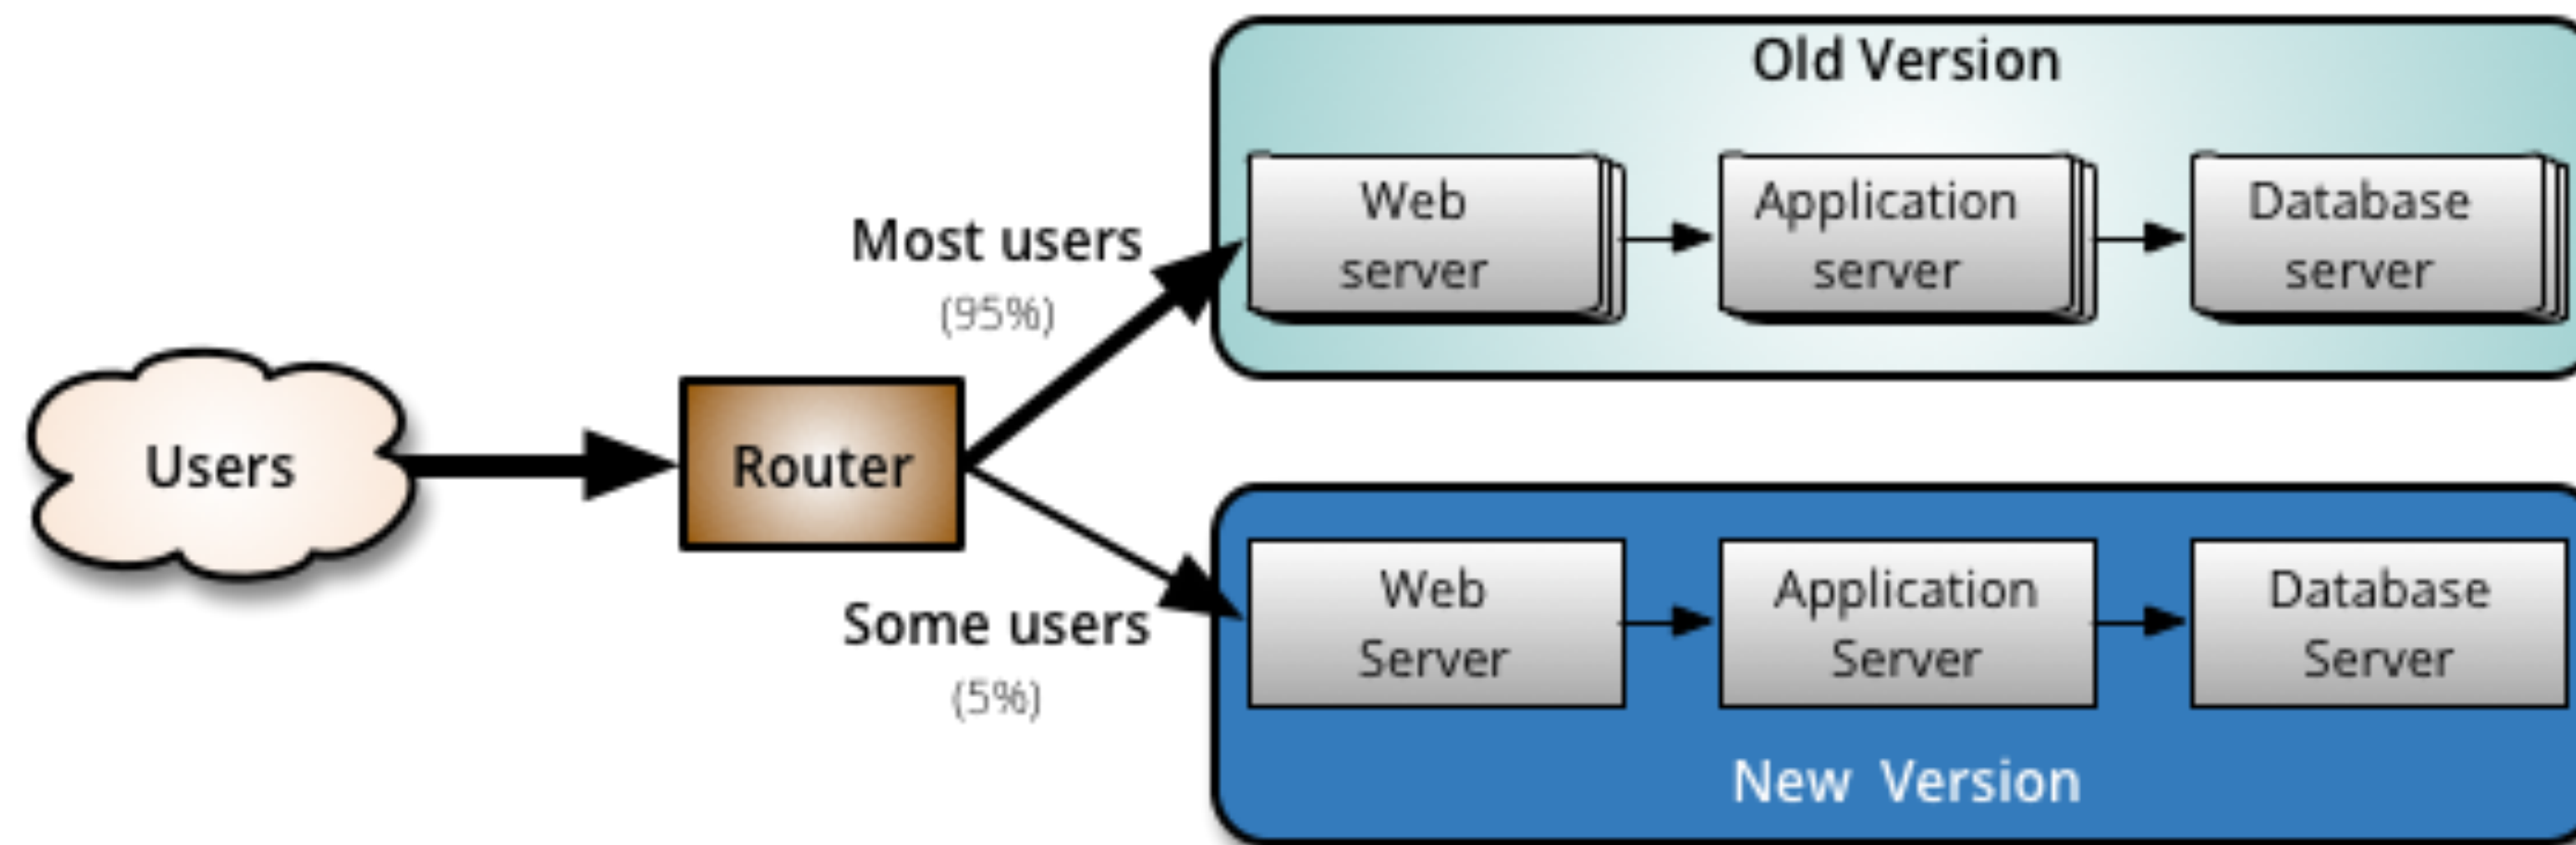 Old Version
Web
server
Application
server
Database
server
Most users
(95%)
Users
Router
Some users
(5%)
Web
Server
Application
Server
Database
Server
New Version